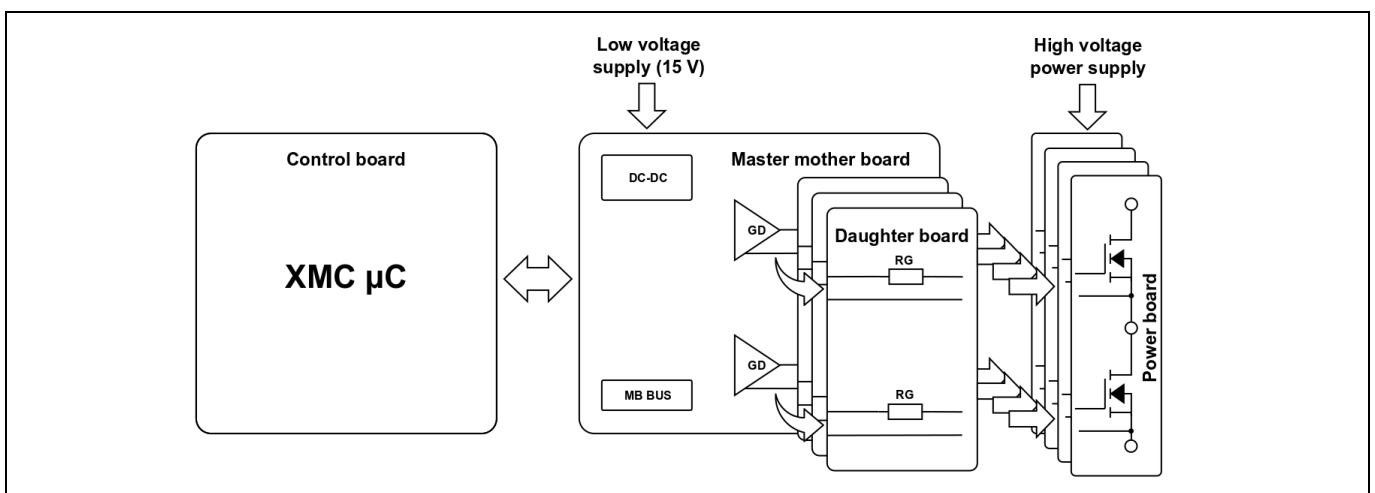 Low voltage
supply (15 V)
High voltage
power supply
Control board
XMC µC
Master mother board
DC-DC
GD
Daughter board
RG
GD
MB BUS
RG
Power board